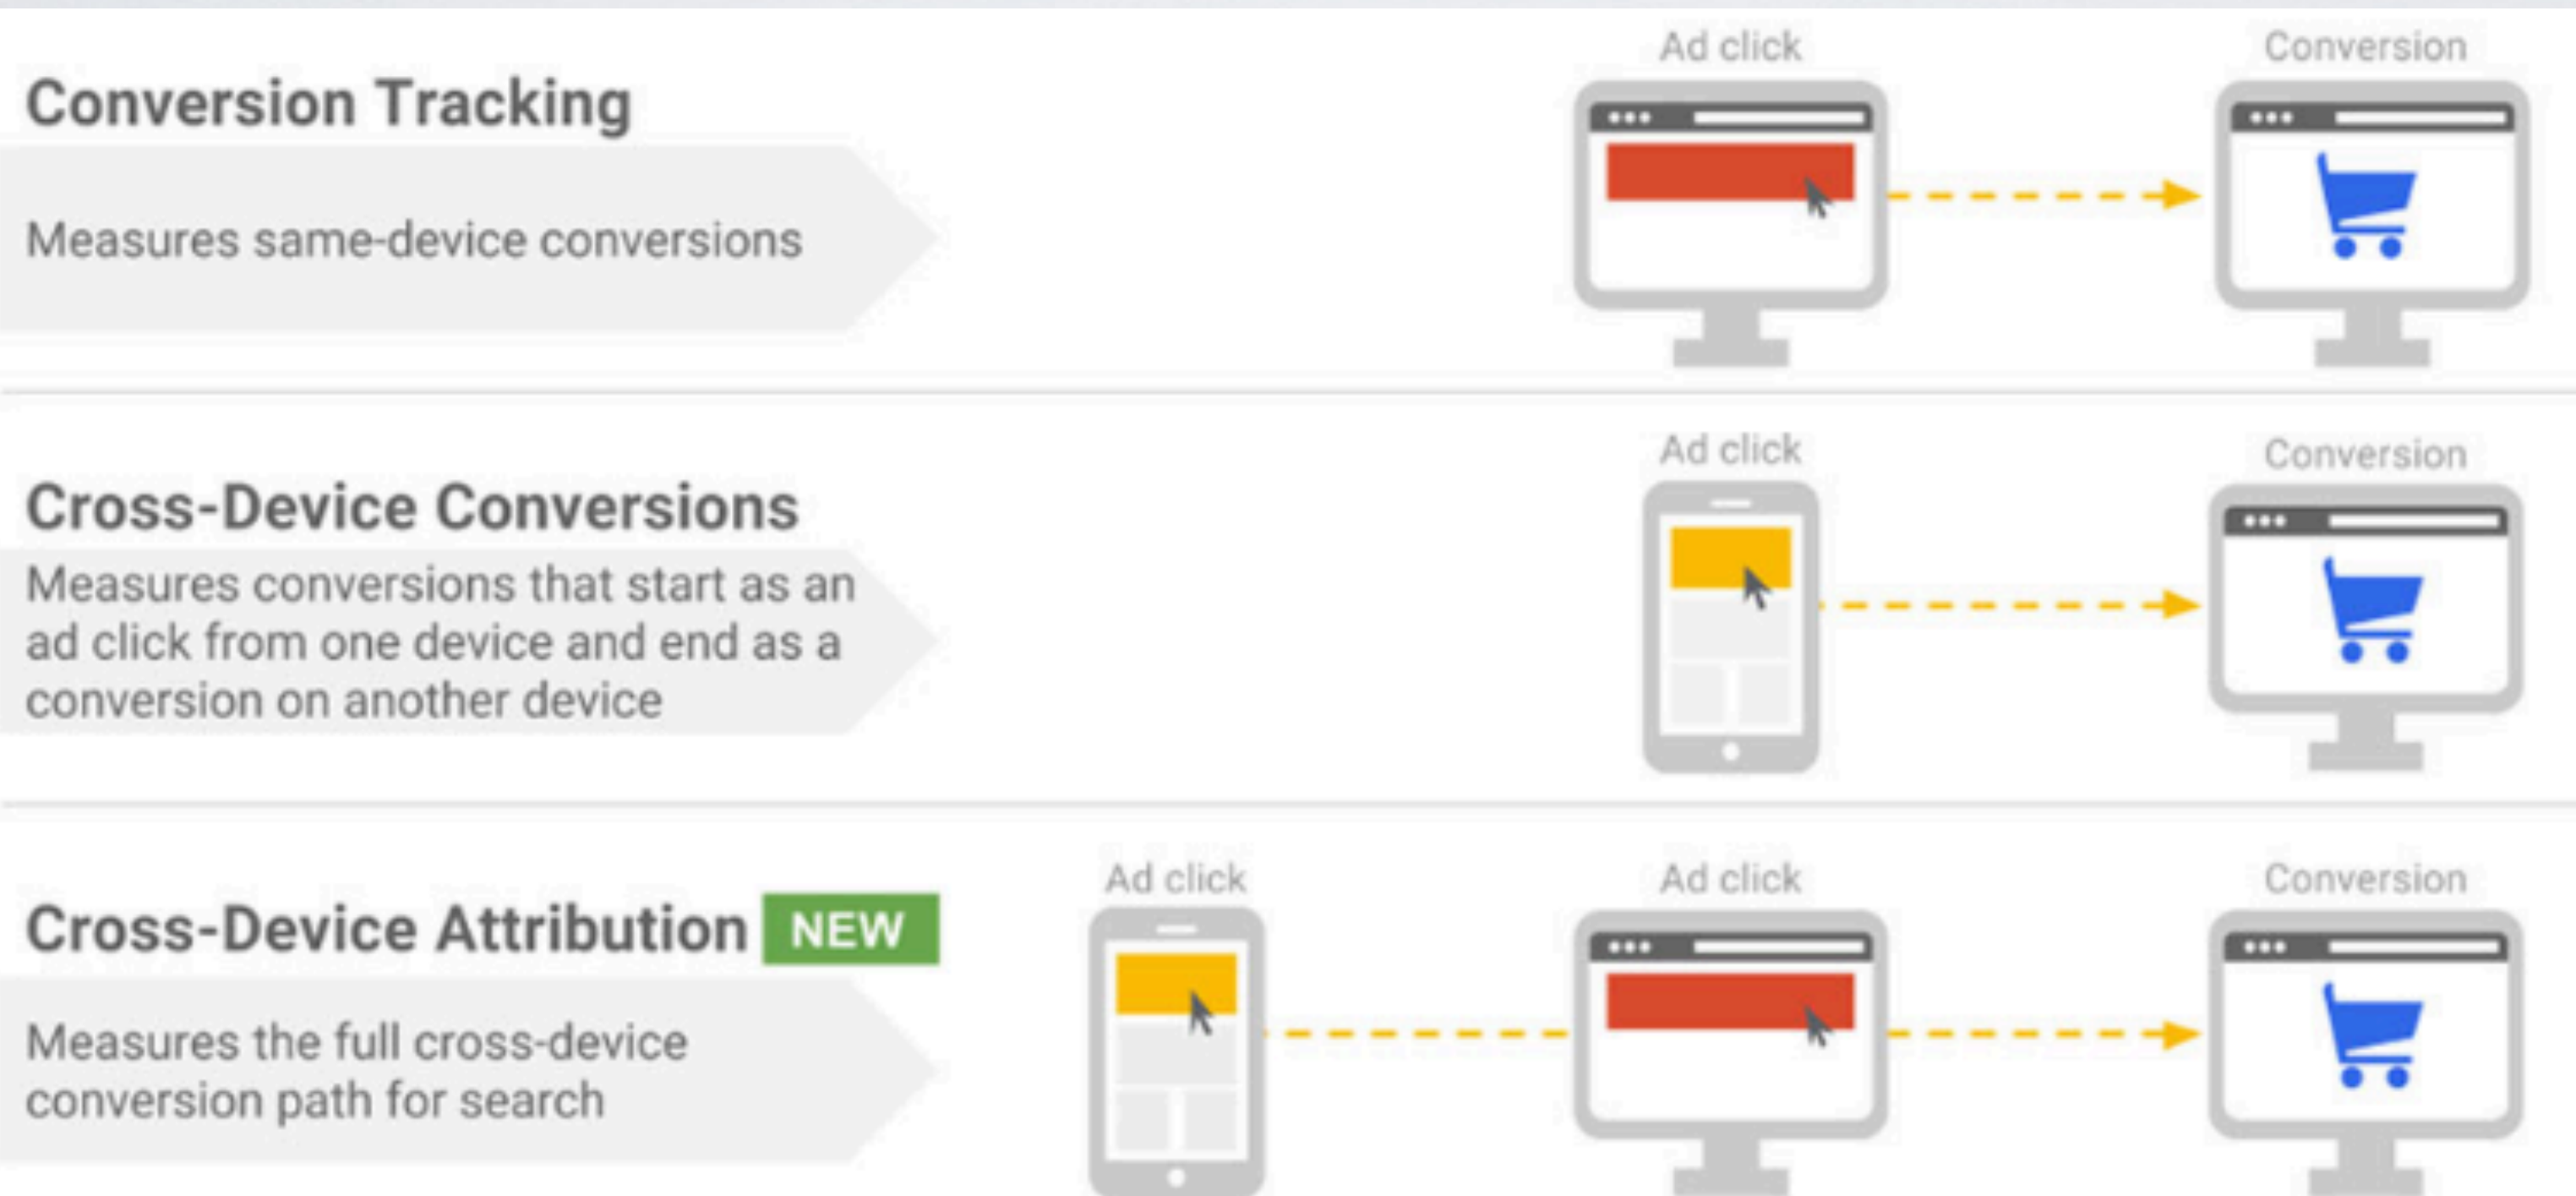 Ad click
Conversion
Conversion Tracking
Measures same-device conversions
Ad click
Conversion
Cross-Device Conversions
Measures conversions that start as an
ad click from one device and end as a
conversion on another device
Ad click
Ad click
Conversion
Cross-Device Attribution NEW
Measures the full cross-device
conversion path for search